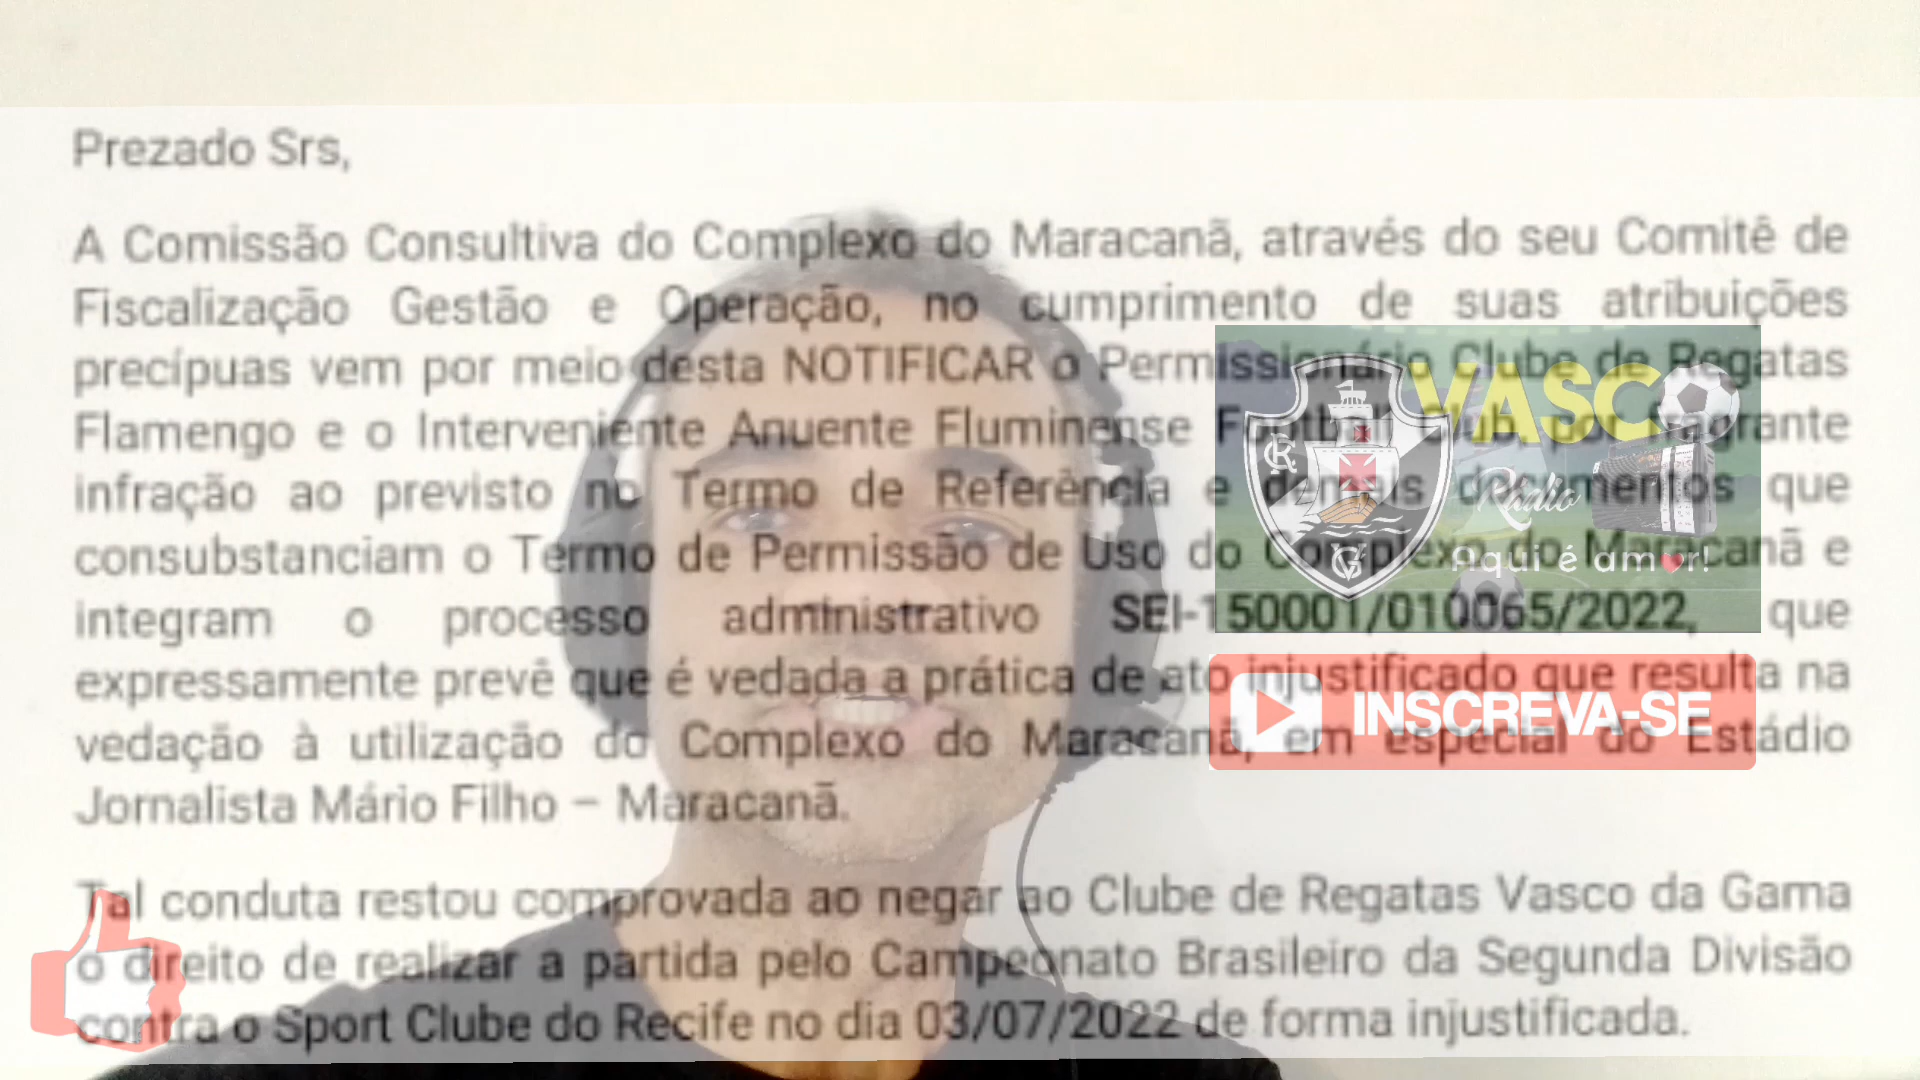 Prezado Srs,
A Comissão Consultiva do Complexo do Maracanã, através do seu Comitê de
Fiscalização Gestão e Operação, no cumprimento de suas atribuições
precípuas vem por meio desta NOTIFICAR o Permissionário Clube de Regatas
Flamengo e o Interveniente Anuente Fluminense Football Club, por flagrante
infração ao previsto no Termo de Referência e demais documentos que
consubstanciam o Termo de Permissão de Uso do Complexo do Maracanã e
integram o processo administrativo SEI-150001/010065/2022, que
expressamente prevê que é vedada a prática de ato injustificado que resulta na
vedação à utilização do Complexo do Maracanã, em especial do Estádio
Jornalista Mário Filho – Maracanã.
Tal conduta restou comprovada ao negar ao Clube de Regatas Vasco da Gama
o direito de realizar a partida pelo Campeonato Brasileiro da Segunda Divisão
contra o Sport Clube do Recife no dia 03/07/2022 de forma injustificada.
VASCO
Rádio
Aqui é am❤r!
CR
VG
INSCREVA-SE